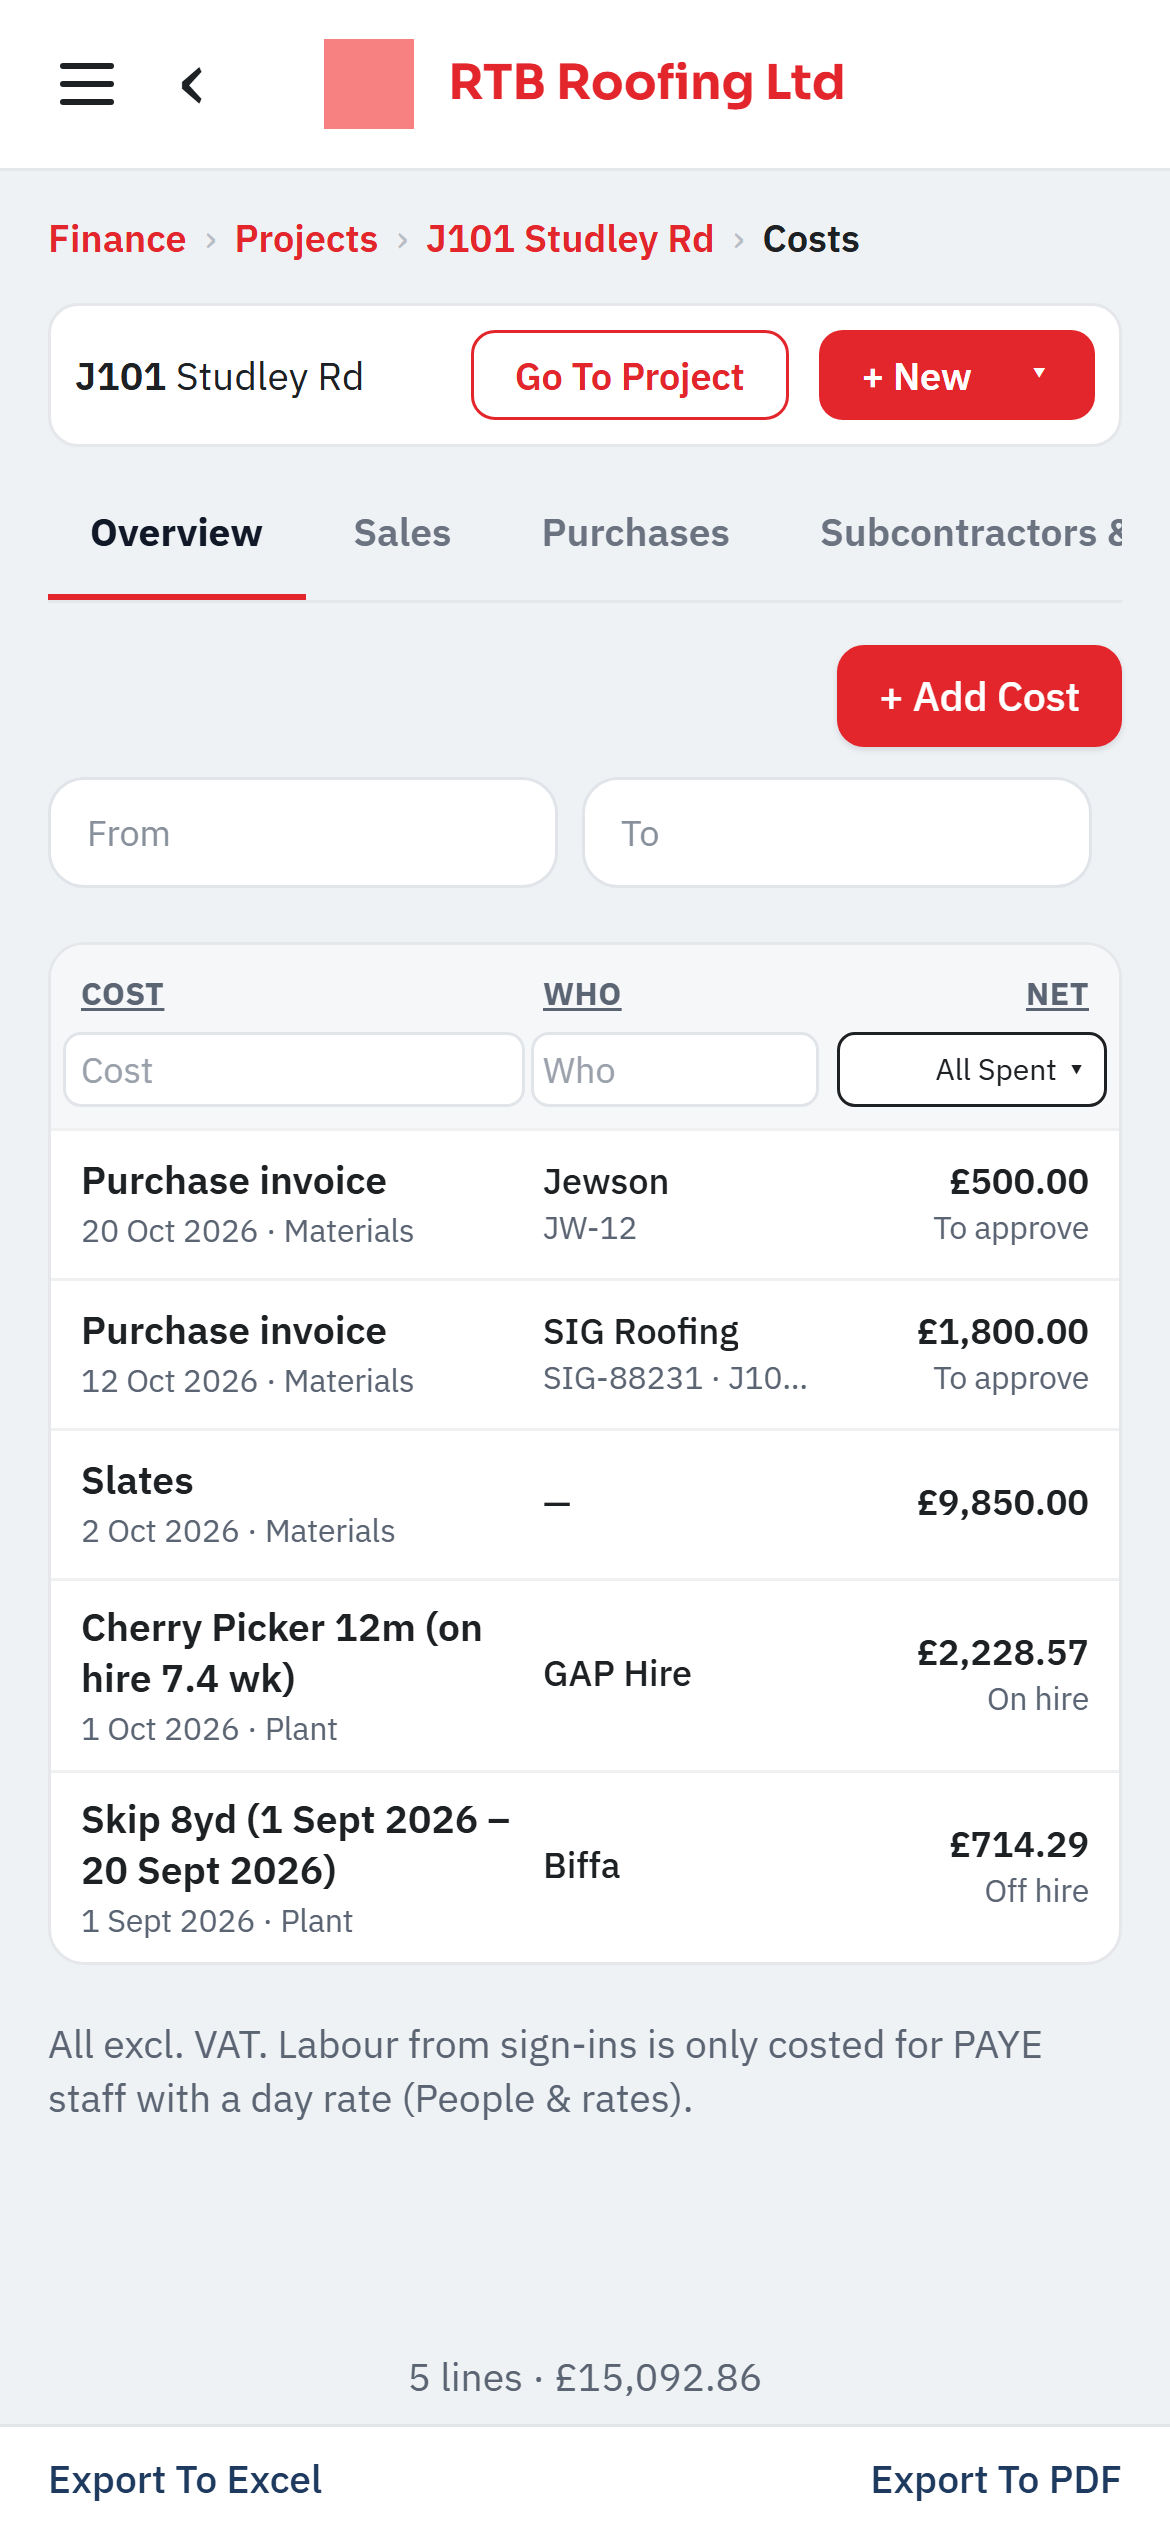 RTB Roofing Ltd
Finance › Projects › J101 Studley Rd › Costs
J101 Studley Rd
Go To Project
+ New ▼
Overview
Sales
Purchases
Subcontractors &
+ Add Cost
From
To
COST
WHO
NET
Cost
Who
All Spent ▼
Purchase invoice
20 Oct 2026 · Materials
Jewson
JW-12
£500.00
To approve
Purchase invoice
12 Oct 2026 · Materials
SIG Roofing
SIG-88231 · J10...
£1,800.00
To approve
Slates
2 Oct 2026 · Materials
—
£9,850.00
Cherry Picker 12m (on
hire 7.4 wk)
1 Oct 2026 · Plant
GAP Hire
£2,228.57
On hire
Skip 8yd (1 Sept 2026 –
20 Sept 2026)
1 Sept 2026 · Plant
Biffa
£714.29
Off hire
All excl. VAT. Labour from sign-ins is only costed for PAYE
staff with a day rate (People & rates).
5 lines · £15,092.86
Export To Excel
Export To PDF